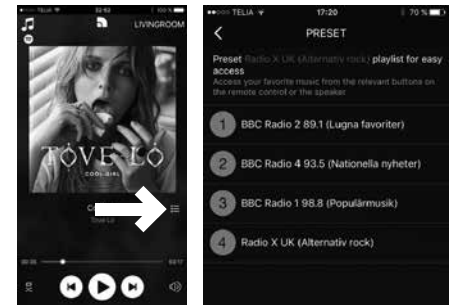 TELIA
LIVINGROOM
TOVE LO
COOL GIRL
Tove Lo
TELIA 17:20 70 %
PRESET
Preset Radio X UK (Alternativ rock) playlist for easy
access
Access your favorite music from the relevant buttons on
the remote control or the speaker.
1 BBC Radio 2 89.1 (Lugna favoriter)
2 BBC Radio 4 93.5 (Nationella nyheter)
3 BBC Radio 1 98.8 (Populärmusik)
4 Radio X UK (Alternativ rock)